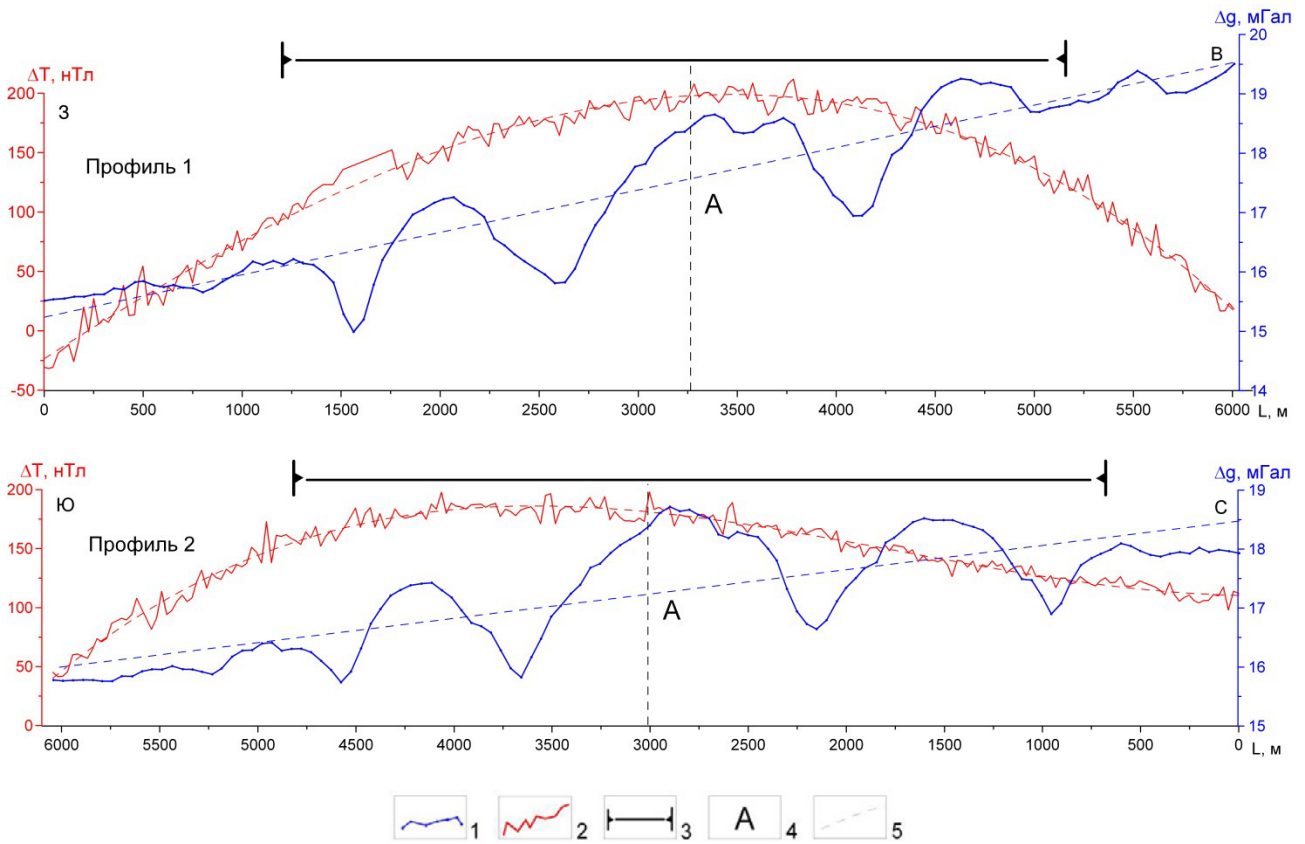 Δg, мГал
ΔT, нТл
З
В
200
150
100
50
0
-50
20
19
18
17
16
15
14
Профиль 1
A
0 500 1000 1500 2000 2500 3000 3500 4000 4500 5000 5500 6000 L, м
ΔT, нТл
Δg, мГал
Ю
С
200
150
100
50
0
19
18
17
16
15
Профиль 2
A
6000 5500 5000 4500 4000 3500 3000 2500 2000 1500 1000 500 0
L, м
1 2 3 A 4 5